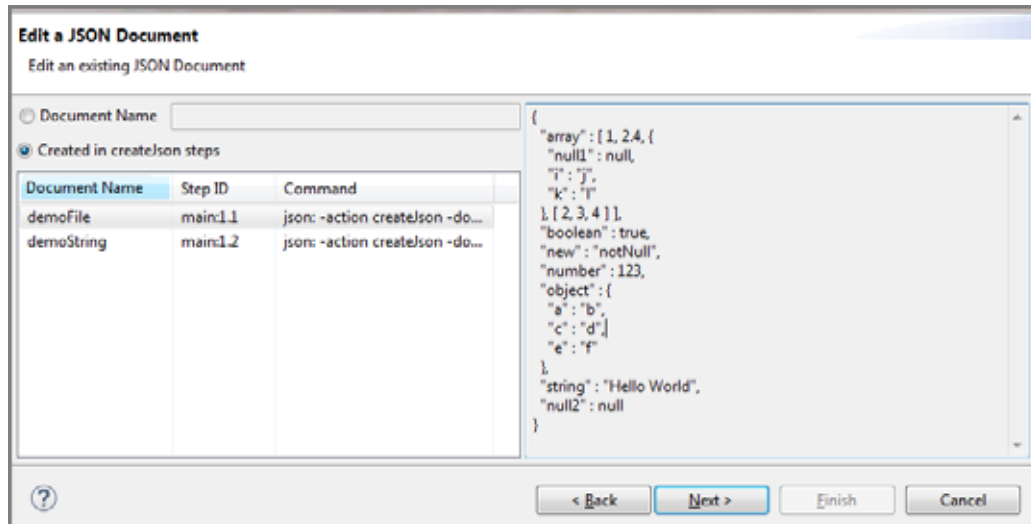 Edit a JSON Document
Edit an existing JSON Document
Document Name
Created in createJson steps
Document Name Step ID Command
demoFile main:1.1 json: -action createJson -do...
demoString main:1.2 json: -action createJson -do...
{
"array" : [ 1, 2.4, {
"null1" : null,
"i" : "j",
"k" : "l"
}, [ 2, 3, 4 ] ],
"boolean" : true,
"new" : "notNull",
"number" : 123,
"object" : {
"a" : "b",
"c" : "d",
"e" : "f"
},
"string" : "Hello World",
"null2" : null
}
?
< Back Next > Finish Cancel